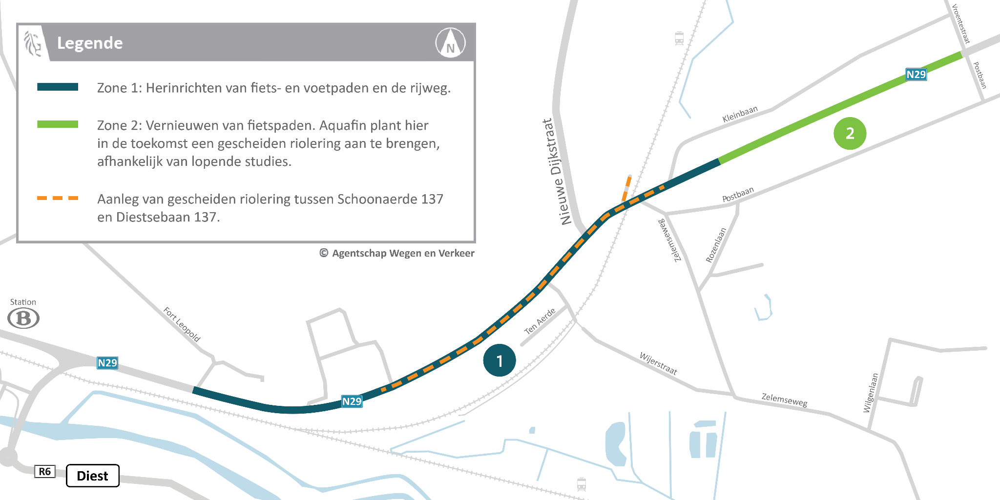 Legende
N
Zone 1: Herinrichten van fiets- en voetpaden en de rijweg.
Zone 2: Vernieuwen van fietspaden. Aquafin plant hier
in de toekomst een gescheiden riolering aan te brengen,
afhankelijk van lopende studies.
Aanleg van gescheiden riolering tussen Schoonaerde 137
en Diestsebaan 137.
© Agentschap Wegen en Verkeer
Vroentestraat
N29
Postbaan
Kleinbaan
2
Nieuwe Dijkstraat
Postbaan
Zelemseweg
Rozenlaan
Station
B
Fort Leopold
Ten Aerde
N29
1
Wijerstraat
N29
Zelemseweg
Wilgenlaan
R6
Diest